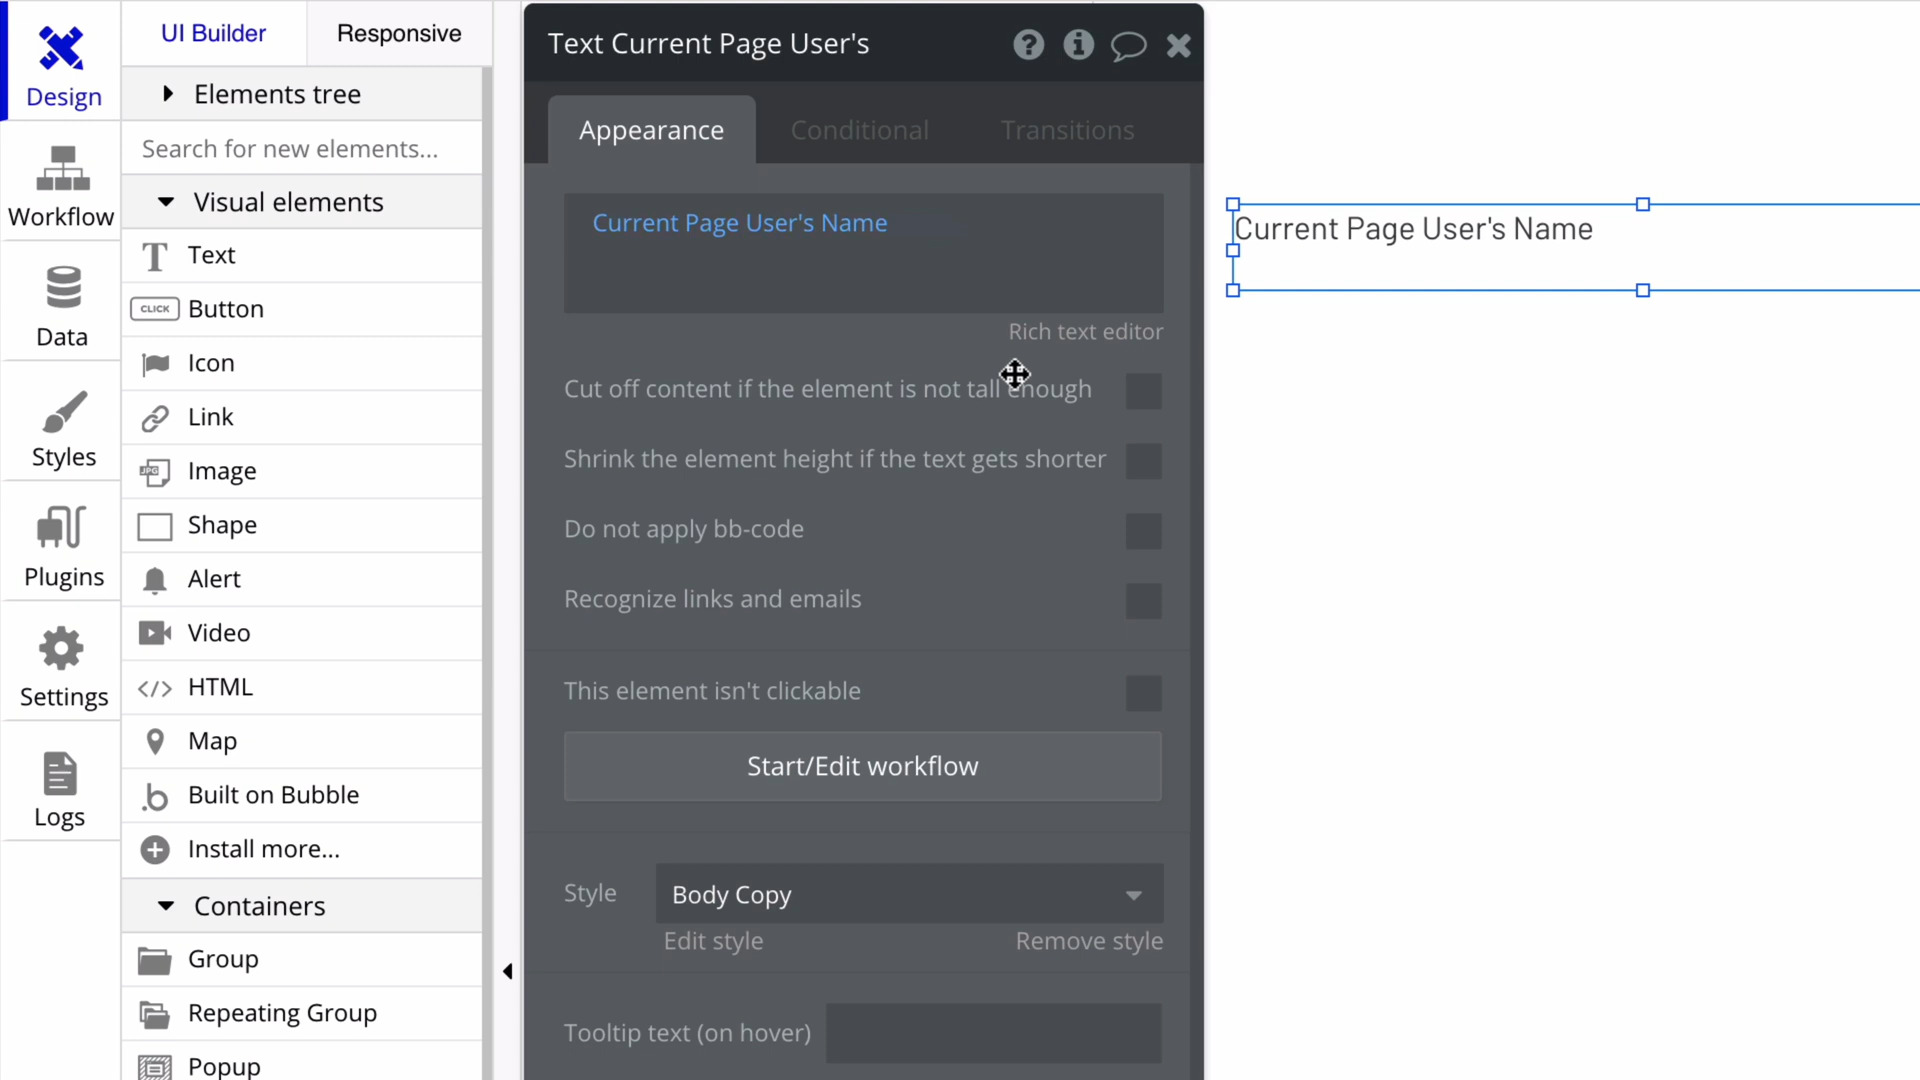 Design
Workflow
Data
Styles
Plugins
Settings
Logs
UI Builder
Responsive
Elements tree
Search for new elements...
Visual elements
Text
CLICK
Button
Icon
Link
JPG
Image
Shape
Alert
Video
</>
HTML
Map
.b
Built on Bubble
Install more...
Containers
Group
Repeating Group
Popup
Text Current Page User's
Appearance
Conditional
Transitions
Current Page User's Name
Rich text editor
Cut off content if the element is not tall enough
Shrink the element height if the text gets shorter
Do not apply bb-code
Recognize links and emails
This element isn't clickable
Start/Edit workflow
Style
Body Copy
Edit style
Remove style
Tooltip text (on hover)
Current Page User's Name